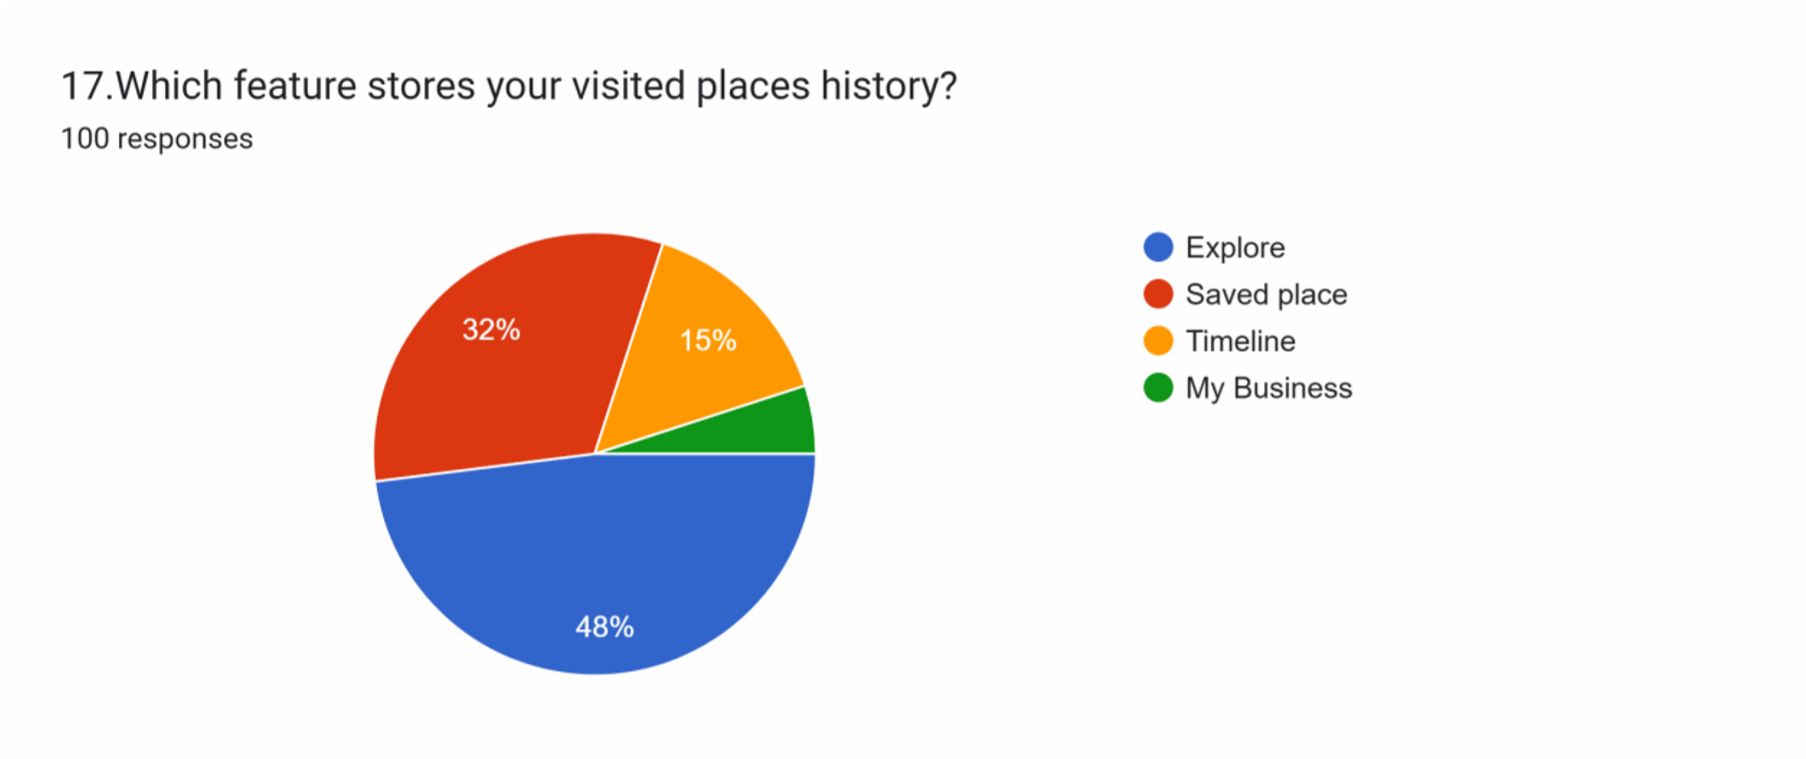 17.Which feature stores your visited places history?
100 responses
Explore
Saved place
Timeline
My Business
32%
15%
48%